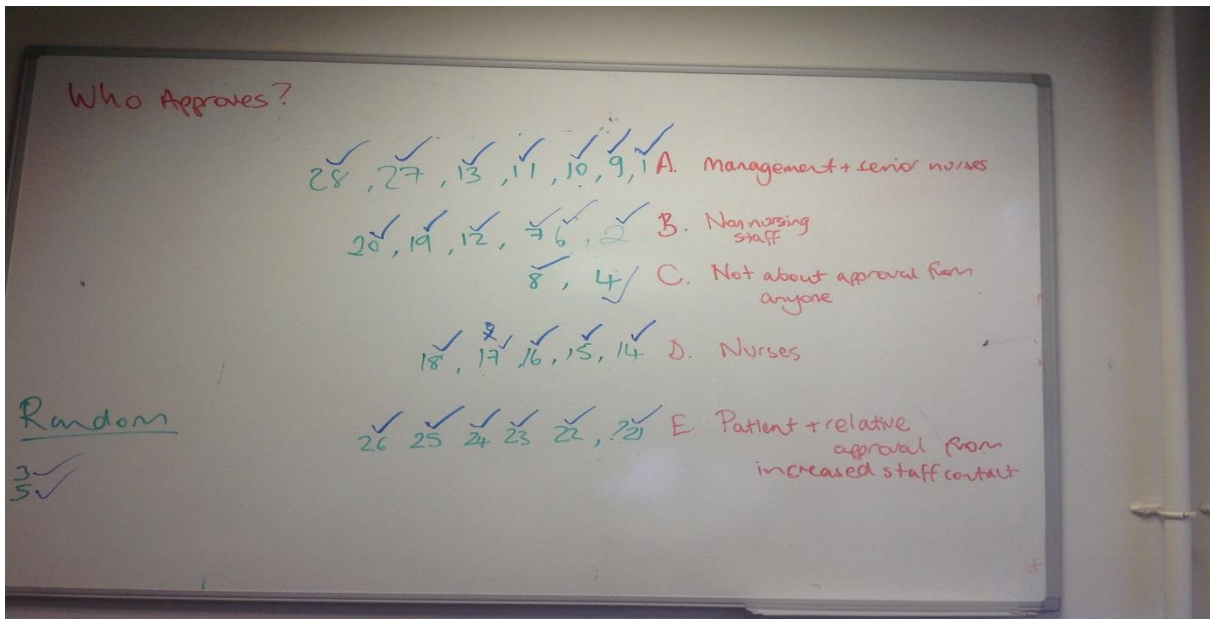 Who Approves?
28, 27, 13, 11, 10, 9, 1 A. Management + senior nurses
20, 19, 12, 7 6, 2 B. Non nursing
staff
8, 4 C. Not about approval from
anyone
18, 17, 16, 15, 14 D. Nurses
26 25 24 23 22, ?21 E. Patient + relative
approval from
increased staff contact
Random
3
5